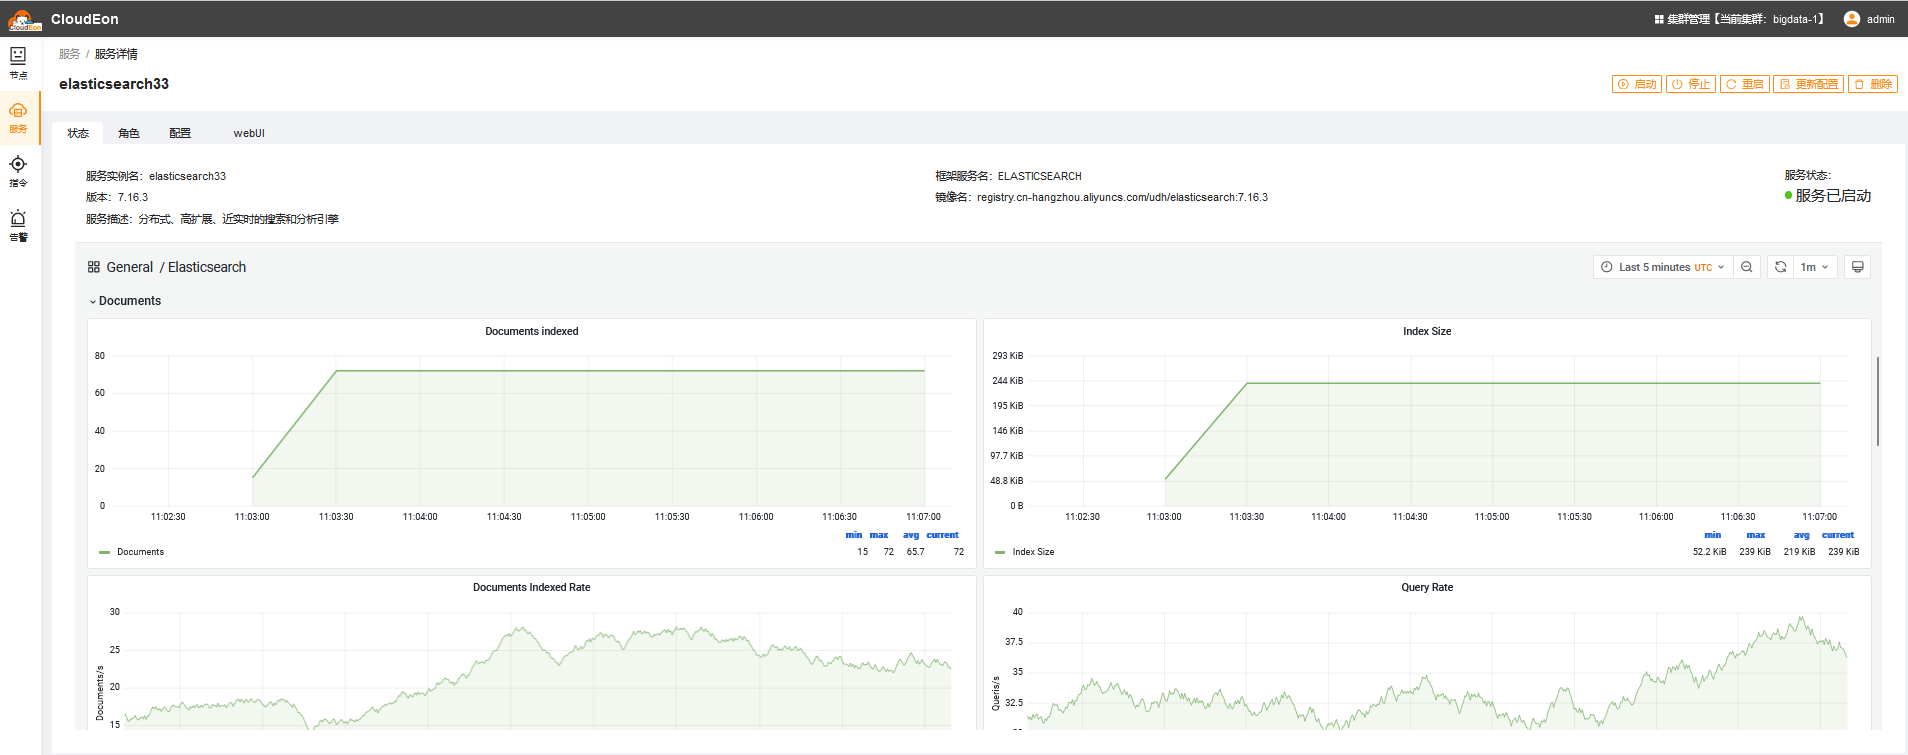 CloudEon
CloudEon
集群管理【当前集群：bigdata-1】
admin
节点
服务
指令
告警
服务 / 服务详情
elasticsearch33
启动
停止
重启
更新配置
删除
状态
角色
配置
webUI
服务实例名：elasticsearch33
版本：7.16.3
服务描述：分布式、高扩展、近实时的搜索和分析引擎
框架服务名：ELASTICSEARCH
镜像名：registry.cn-hangzhou.aliyuncs.com/udh/elasticsearch:7.16.3
服务状态：
服务已启动
General / Elasticsearch
Last 5 minutes UTC
1m
Documents
Documents indexed
80
60
40
20
0
11:02:30 11:03:00 11:03:30 11:04:00 11:04:30 11:05:00 11:05:30 11:06:00 11:06:30 11:07:00
min max avg current
Documents 15 72 65.7 72
Index Size
293 KiB
244 KiB
195 KiB
146 KiB
97.7 KiB
48.8 KiB
0 B
11:02:30 11:03:00 11:03:30 11:04:00 11:04:30 11:05:00 11:05:30 11:06:00 11:06:30 11:07:00
min max avg current
Index Size 52.2 KiB 239 KiB 219 KiB 239 KiB
Documents Indexed Rate
Documents/s
30
25
20
15
Query Rate
Queris/s
40
37.5
35
32.5